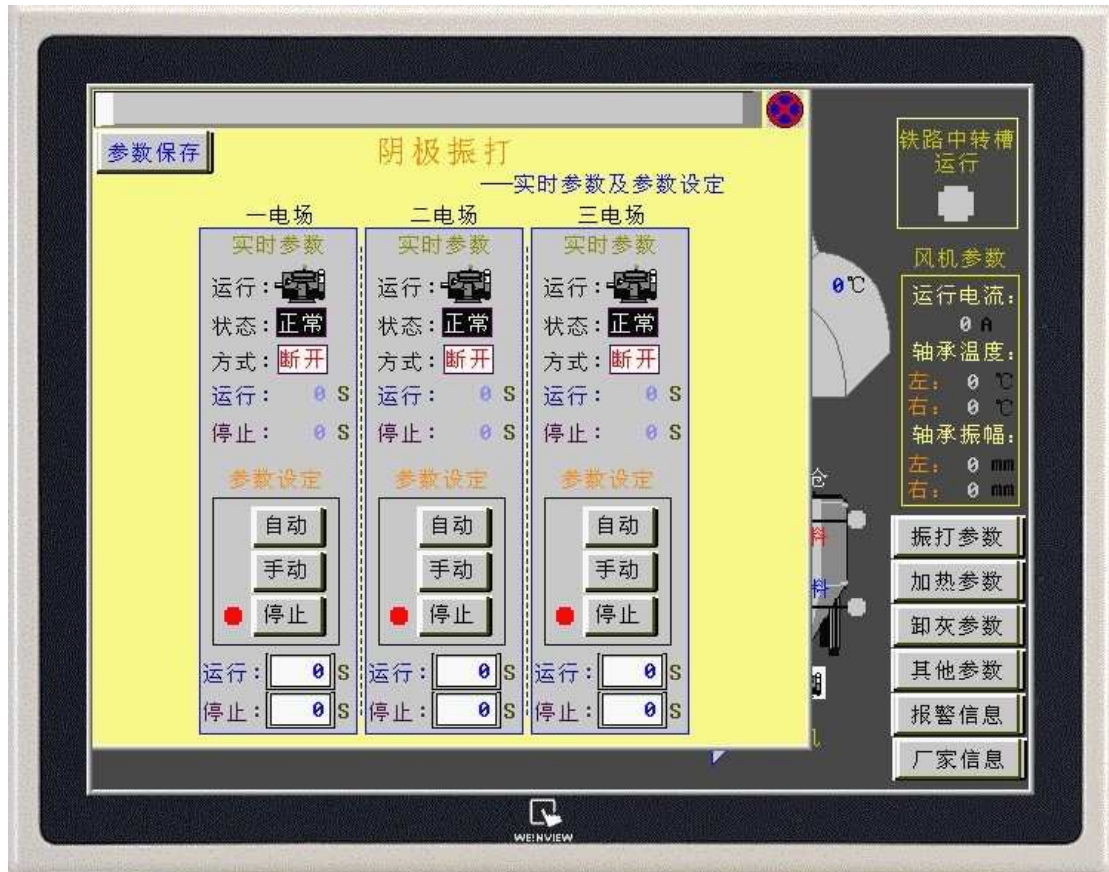 参数保存
阴极振打
——实时参数及参数设定
一电场
实时参数
运行：
状态：正常
方式：断开
运行： 0 S
停止： 0 S
参数设定
自动
手动
停止
运行： 0 S
停止： 0 S
二电场
实时参数
运行：
状态：正常
方式：断开
运行： 0 S
停止： 0 S
参数设定
自动
手动
停止
运行： 0 S
停止： 0 S
三电场
实时参数
运行：
状态：正常
方式：断开
运行： 0 S
停止： 0 S
参数设定
自动
手动
停止
运行： 0 S
停止： 0 S
0℃
仓
料
料
铁路中转槽
运行
风机参数
运行电流：
0 A
轴承温度：
左： 0 ℃
右： 0 ℃
轴承振幅：
左： 0 mm
右： 0 mm
振打参数
加热参数
卸灰参数
其他参数
报警信息
厂家信息
WEINVIEW